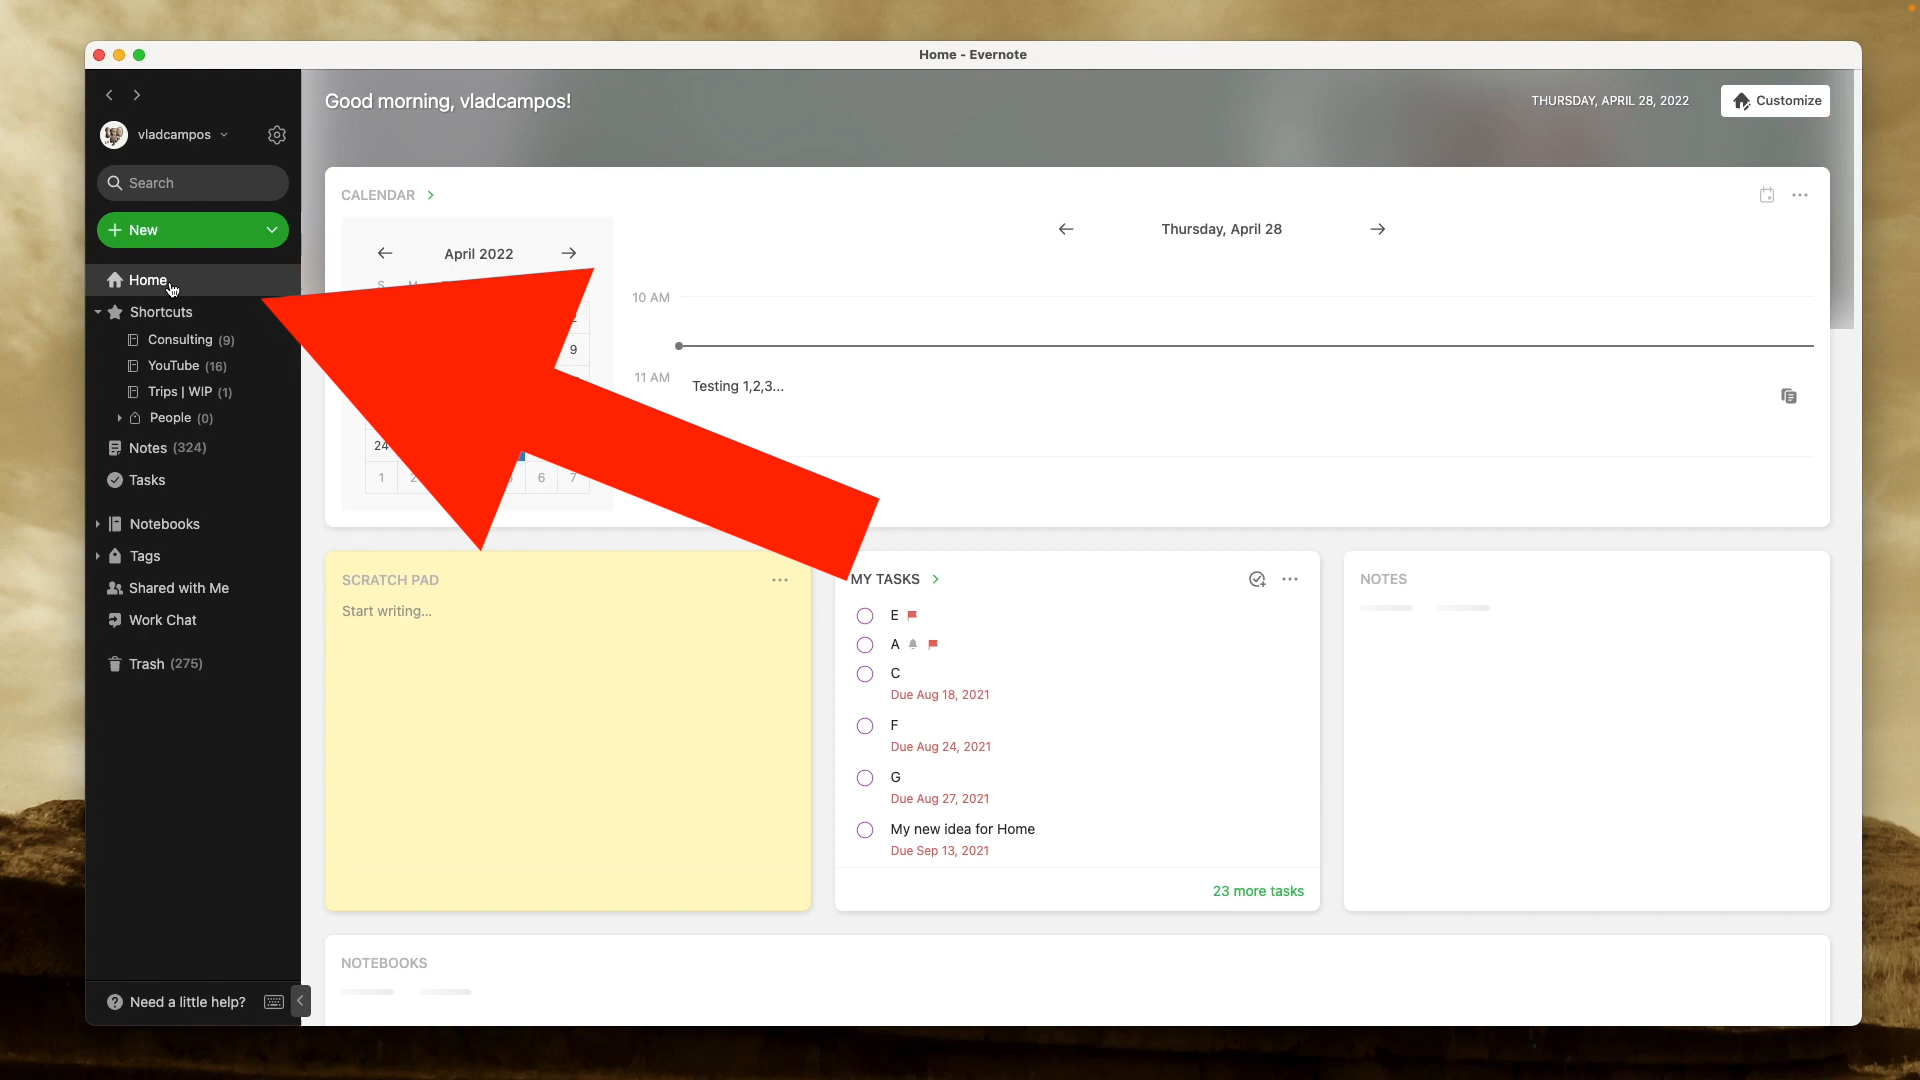 Home - Evernote
Good morning, vladcampos!
THURSDAY, APRIL 28, 2022
Customize
vladcampos
Search
New
Home
Shortcuts
Consulting (9)
YouTube (16)
Trips | WIP (1)
People (0)
Notes (324)
Tasks
Notebooks
Tags
Shared with Me
Work Chat
Trash (275)
Need a little help?
CALENDAR
April 2022
S
9
24
1 6 7
Thursday, April 28
10 AM
11 AM
Testing 1,2,3...
SCRATCH PAD
Start writing...
MY TASKS
E
A
C
Due Aug 18, 2021
F
Due Aug 24, 2021
G
Due Aug 27, 2021
My new idea for Home
Due Sep 13, 2021
23 more tasks
NOTES
NOTEBOOKS